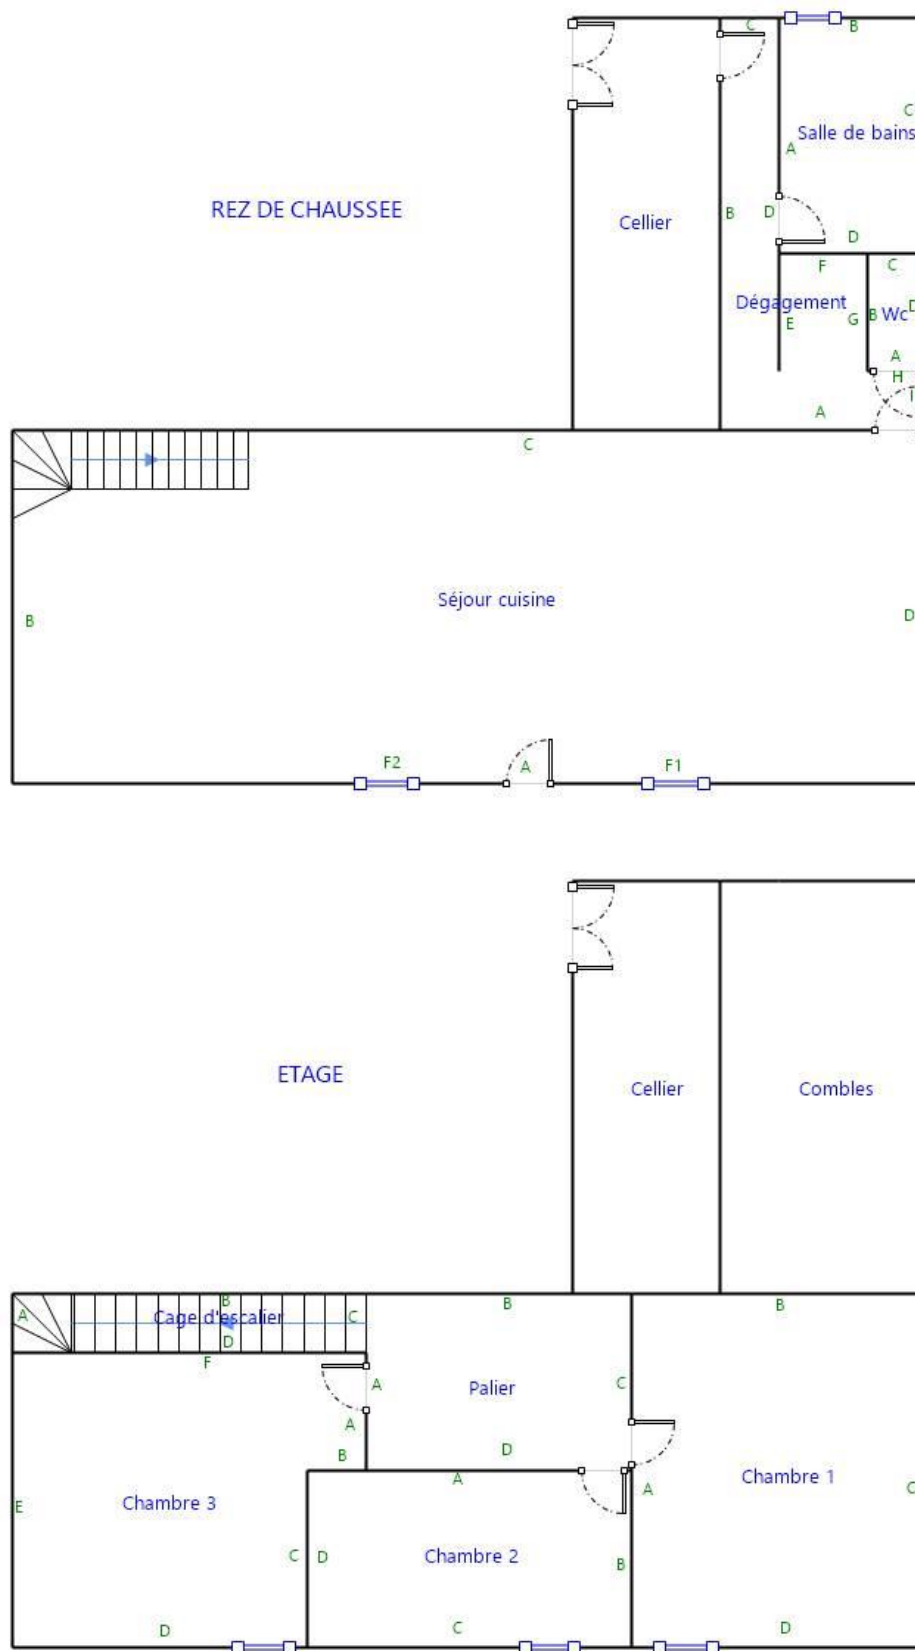 C
B
C
Salle de bains
A
REZ DE CHAUSSEE
B
D
Cellier
D
F
C
Dégagement
E
G
B
Wc
D
A
H
I
A
C
Séjour cuisine
B
D
F2
A
F1
ETAGE
Cellier
Combles
A
B
Cage d'escalier
C
D
F
B
B
A
Palier
C
A
B
D
A
Chambre 1
A
C
E
Chambre 3
C
D
Chambre 2
B
D
C
D